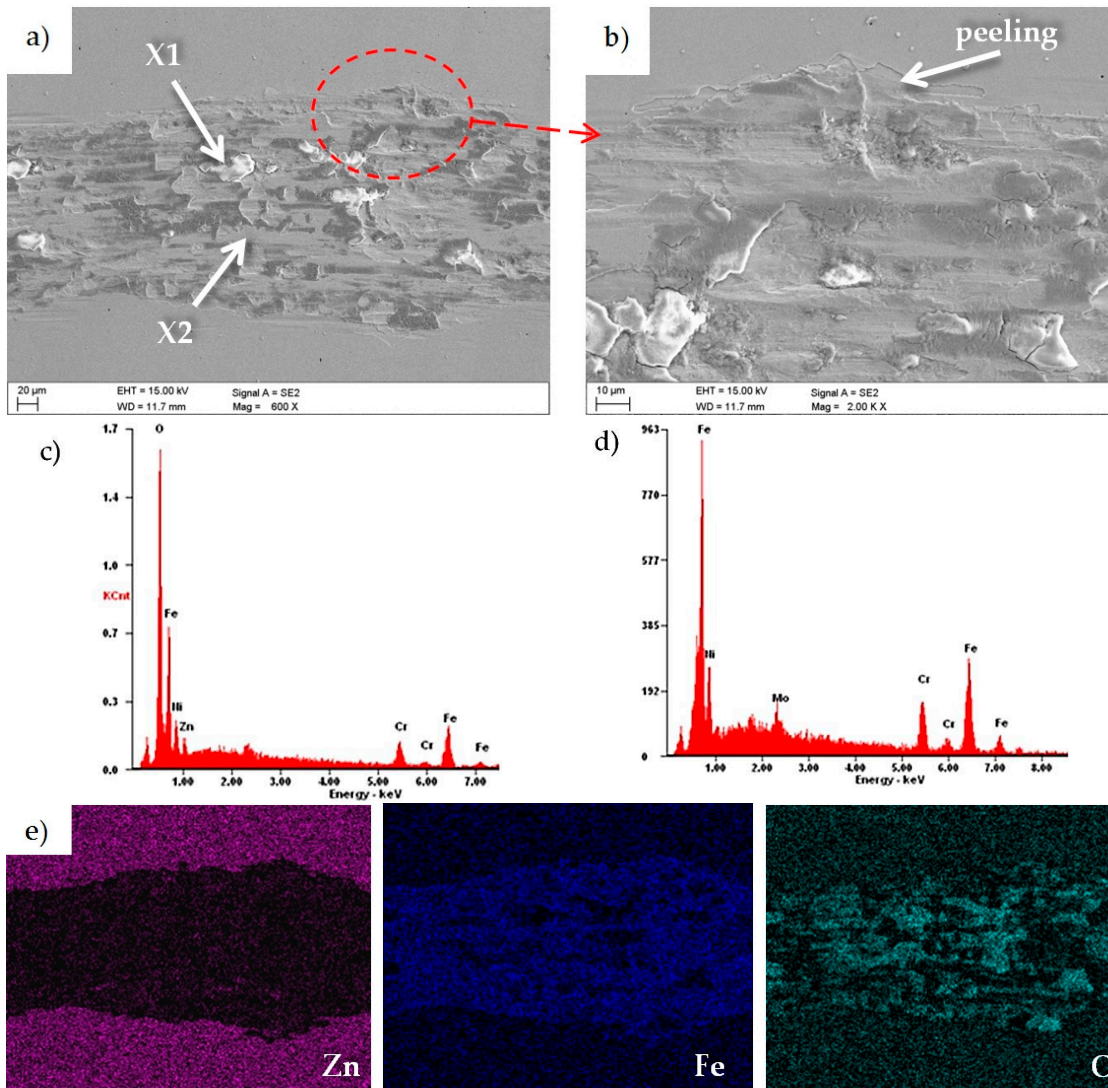 a)
X1
X2
20 µm
EHT = 15.00 kV
WD = 11.7 mm
Signal A = SE2
Mag = 600 X
b)
peeling
10 µm
EHT = 15.00 kV
WD = 11.7 mm
Signal A = SE2
Mag = 2.00 K X
c)
1.7
1.4
1.0
KCnt
0.7
0.3
O
Fe
Ni
Zn
Cr
Cr
Fe
Fe
1.00 2.00 3.00 4.00 5.00 6.00 7.00
Energy - keV
d)
963
770
577
385
192
0
Fe
Ni
Mo
Cr
Cr
Fe
Fe
1.00 2.00 3.00 4.00 5.00 6.00 7.00 8.00
Energy - keV
e)
Zn
Fe
O